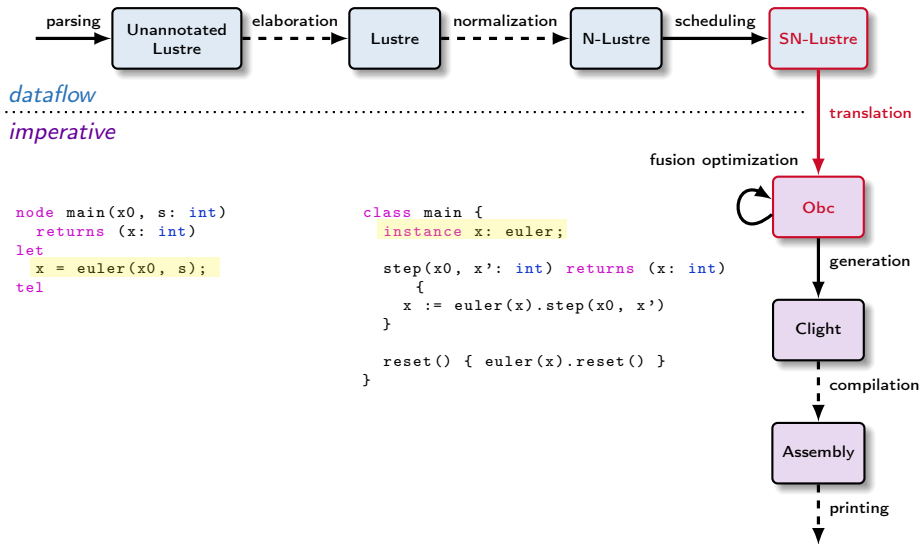 parsing
Unannotated
Lustre
elaboration
Lustre
normalization
N-Lustre
scheduling
SN-Lustre
dataflow
imperative
translation
fusion optimization
Obc
generation
Clight
compilation
Assembly
printing
node main(x0, s: int)
  returns (x: int)
let
  x = euler(x0, s);
tel
class main {
  instance x: euler;
  step(x0, x’: int) returns (x: int)
     {
    x := euler(x).step(x0, x’)
  }
  reset() { euler(x).reset() }
}